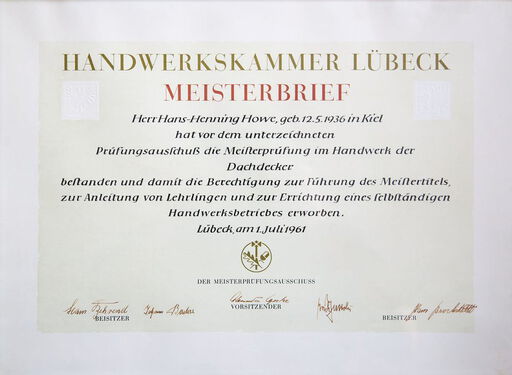 HANDWERKSKAMMER LÜBECK
MEISTERBRIEF
Herr Hans-Henning Howe, geb. 12.5.1936 in Kiel
hat vor dem unterzeichneten
Prüfungsausſchuß die Meiſterprüfung im Handwerk der
Dachdecker
beſtanden und damit die Berechtigung zur Führung des Meiſtertitels,
zur Anleitung von Lehrlingen und zur Errichtung eines ſelbſtändigen
Handwerksbetriebes erworben.
Lübeck, am 1. Juli 1961
DER MEISTERPRÜFUNGSAUSSCHUSS
BEISITZER
VORSITZENDER
BEISITZER